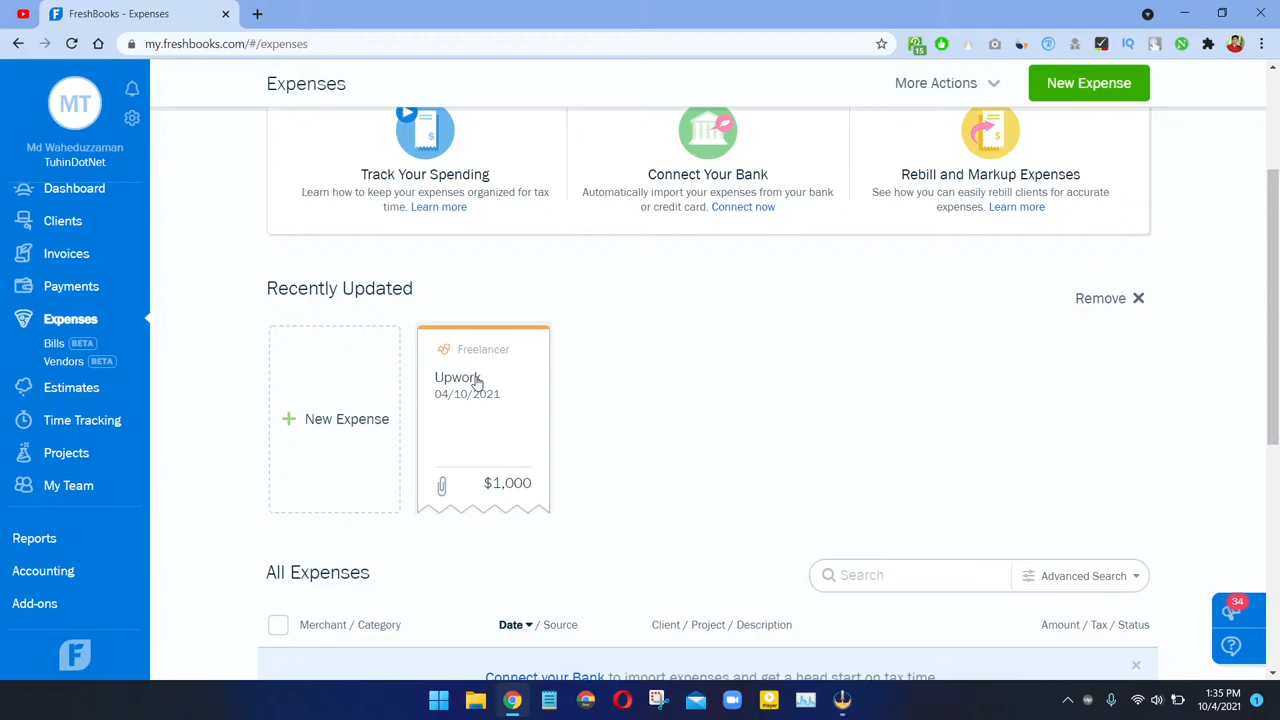 FreshBooks - Expenses
my.freshbooks.com/#/expenses
15
MT
Md Waheduzzaman
TuhinDotNet
Dashboard
Clients
Invoices
Payments
Expenses
Bills BETA
Vendors BETA
Estimates
Time Tracking
Projects
My Team
Reports
Accounting
Add-ons
Expenses
More Actions
New Expense
Track Your Spending
Learn how to keep your expenses organized for tax
time. Learn more
Connect Your Bank
Automatically import your expenses from your bank
or credit card. Connect now
Rebill and Markup Expenses
See how you can easily rebill clients for accurate
expenses. Learn more
Recently Updated
Remove
+ New Expense
Freelancer
Upwork
04/10/2021
$1,000
All Expenses
Search
Advanced Search
Merchant / Category
Date / Source
Client / Project / Description
Amount / Tax / Status
Connect your Bank to import expenses and get a head start on tax time.
34
1:35 PM
10/4/2021
1